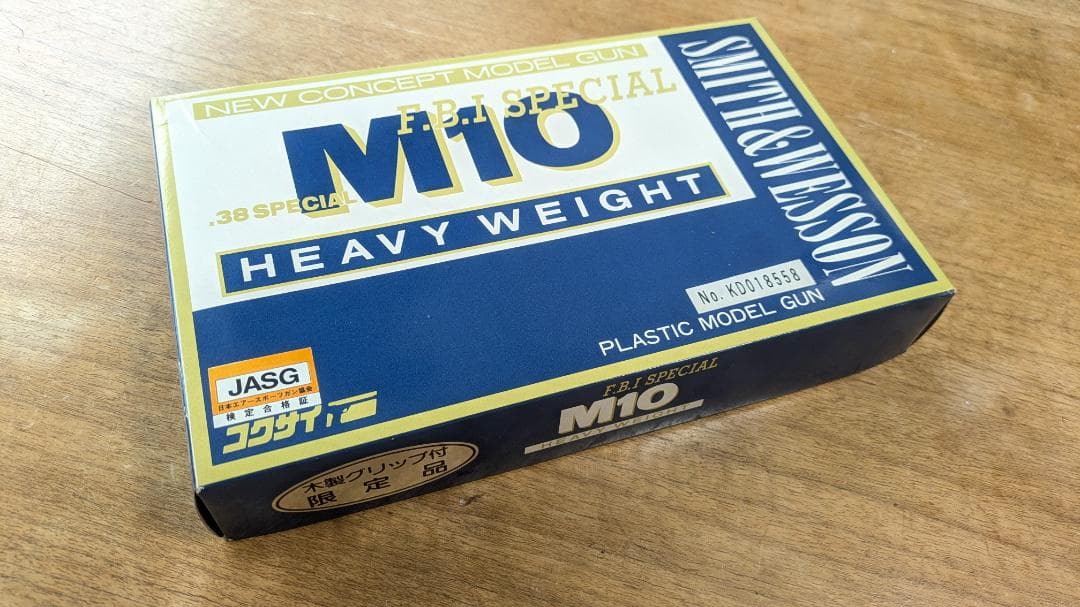 NEW CONCEPT MODEL GUN
F.B.I SPECIAL
M10
.38 SPECIAL
HEAVY WEIGHT
SMITH & WESSON
No. KD018558
PLASTIC MODEL GUN
JASG
日本エアースポーツガン協会
検定合格証
コクサイ
F.B.I SPECIAL
M10
HEAVY WEIGHT
木製グリップ付
限定品